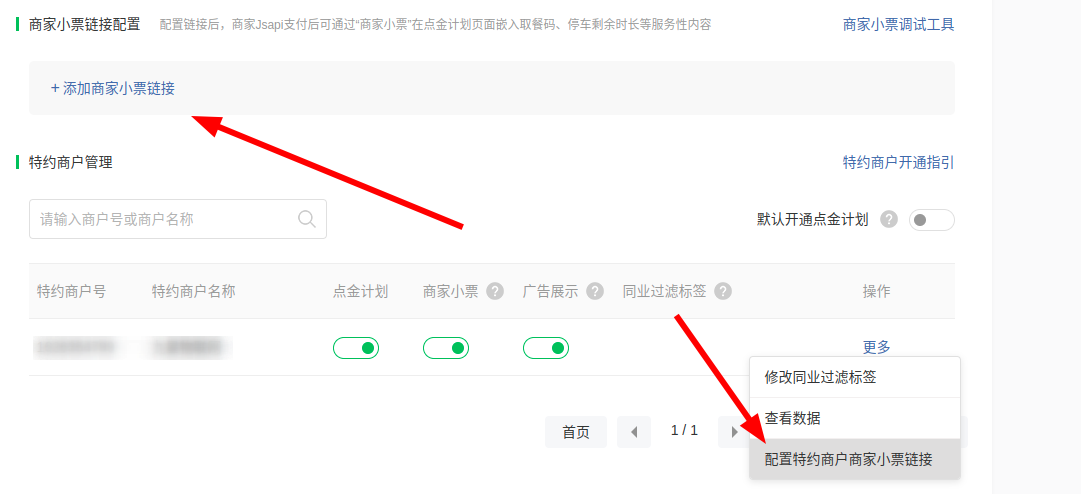 商家小票链接配置 配置链接后，商家Jsapi支付后可通过“商家小票”在点金计划页面嵌入取餐码、停车剩余时长等服务性内容 商家小票调试工具
+ 添加商家小票链接
特约商户管理 特约商户开通指引
请输入商户号或商户名称 默认开通点金计划 ?
特约商户号 特约商户名称 点金计划 商家小票 ? 广告展示 ? 同业过滤标签 ? 操作
更多
修改同业过滤标签
查看数据
首页 1 / 1
配置特约商户商家小票链接